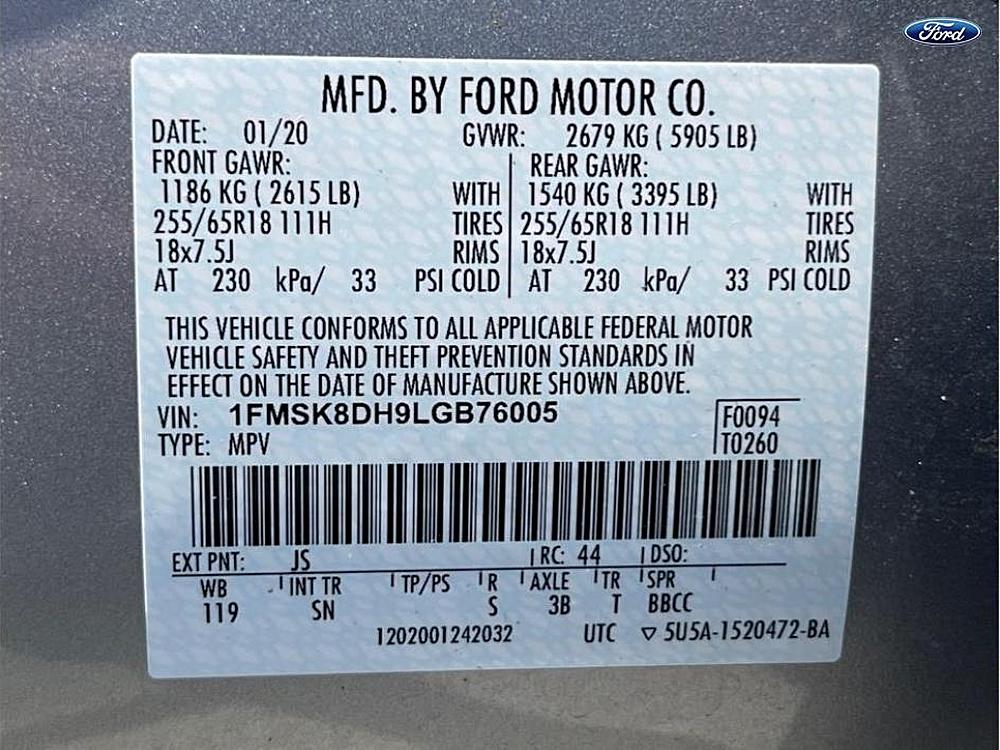 Ford
MFD. BY FORD MOTOR CO.
DATE: 01/20 GVWR: 2679 KG ( 5905 LB)
FRONT GAWR: REAR GAWR:
1186 KG ( 2615 LB) WITH 1540 KG ( 3395 LB) WITH
255/65R18 111H TIRES 255/65R18 111H TIRES
18x7.5J RIMS 18x7.5J RIMS
AT 230 kPa/ 33 PSI COLD AT 230 kPa/ 33 PSI COLD
THIS VEHICLE CONFORMS TO ALL APPLICABLE FEDERAL MOTOR
VEHICLE SAFETY AND THEFT PREVENTION STANDARDS IN
EFFECT ON THE DATE OF MANUFACTURE SHOWN ABOVE.
VIN: 1FMSK8DH9LGB76005 F0094
TYPE: MPV T0260
EXT PNT: JS RC: 44 DSO:
WB INT TR TP/PS R AXLE TR SPR
119 SN S 3B T BBCC
1202001242032 UTC ▽ 5U5A-1520472-BA